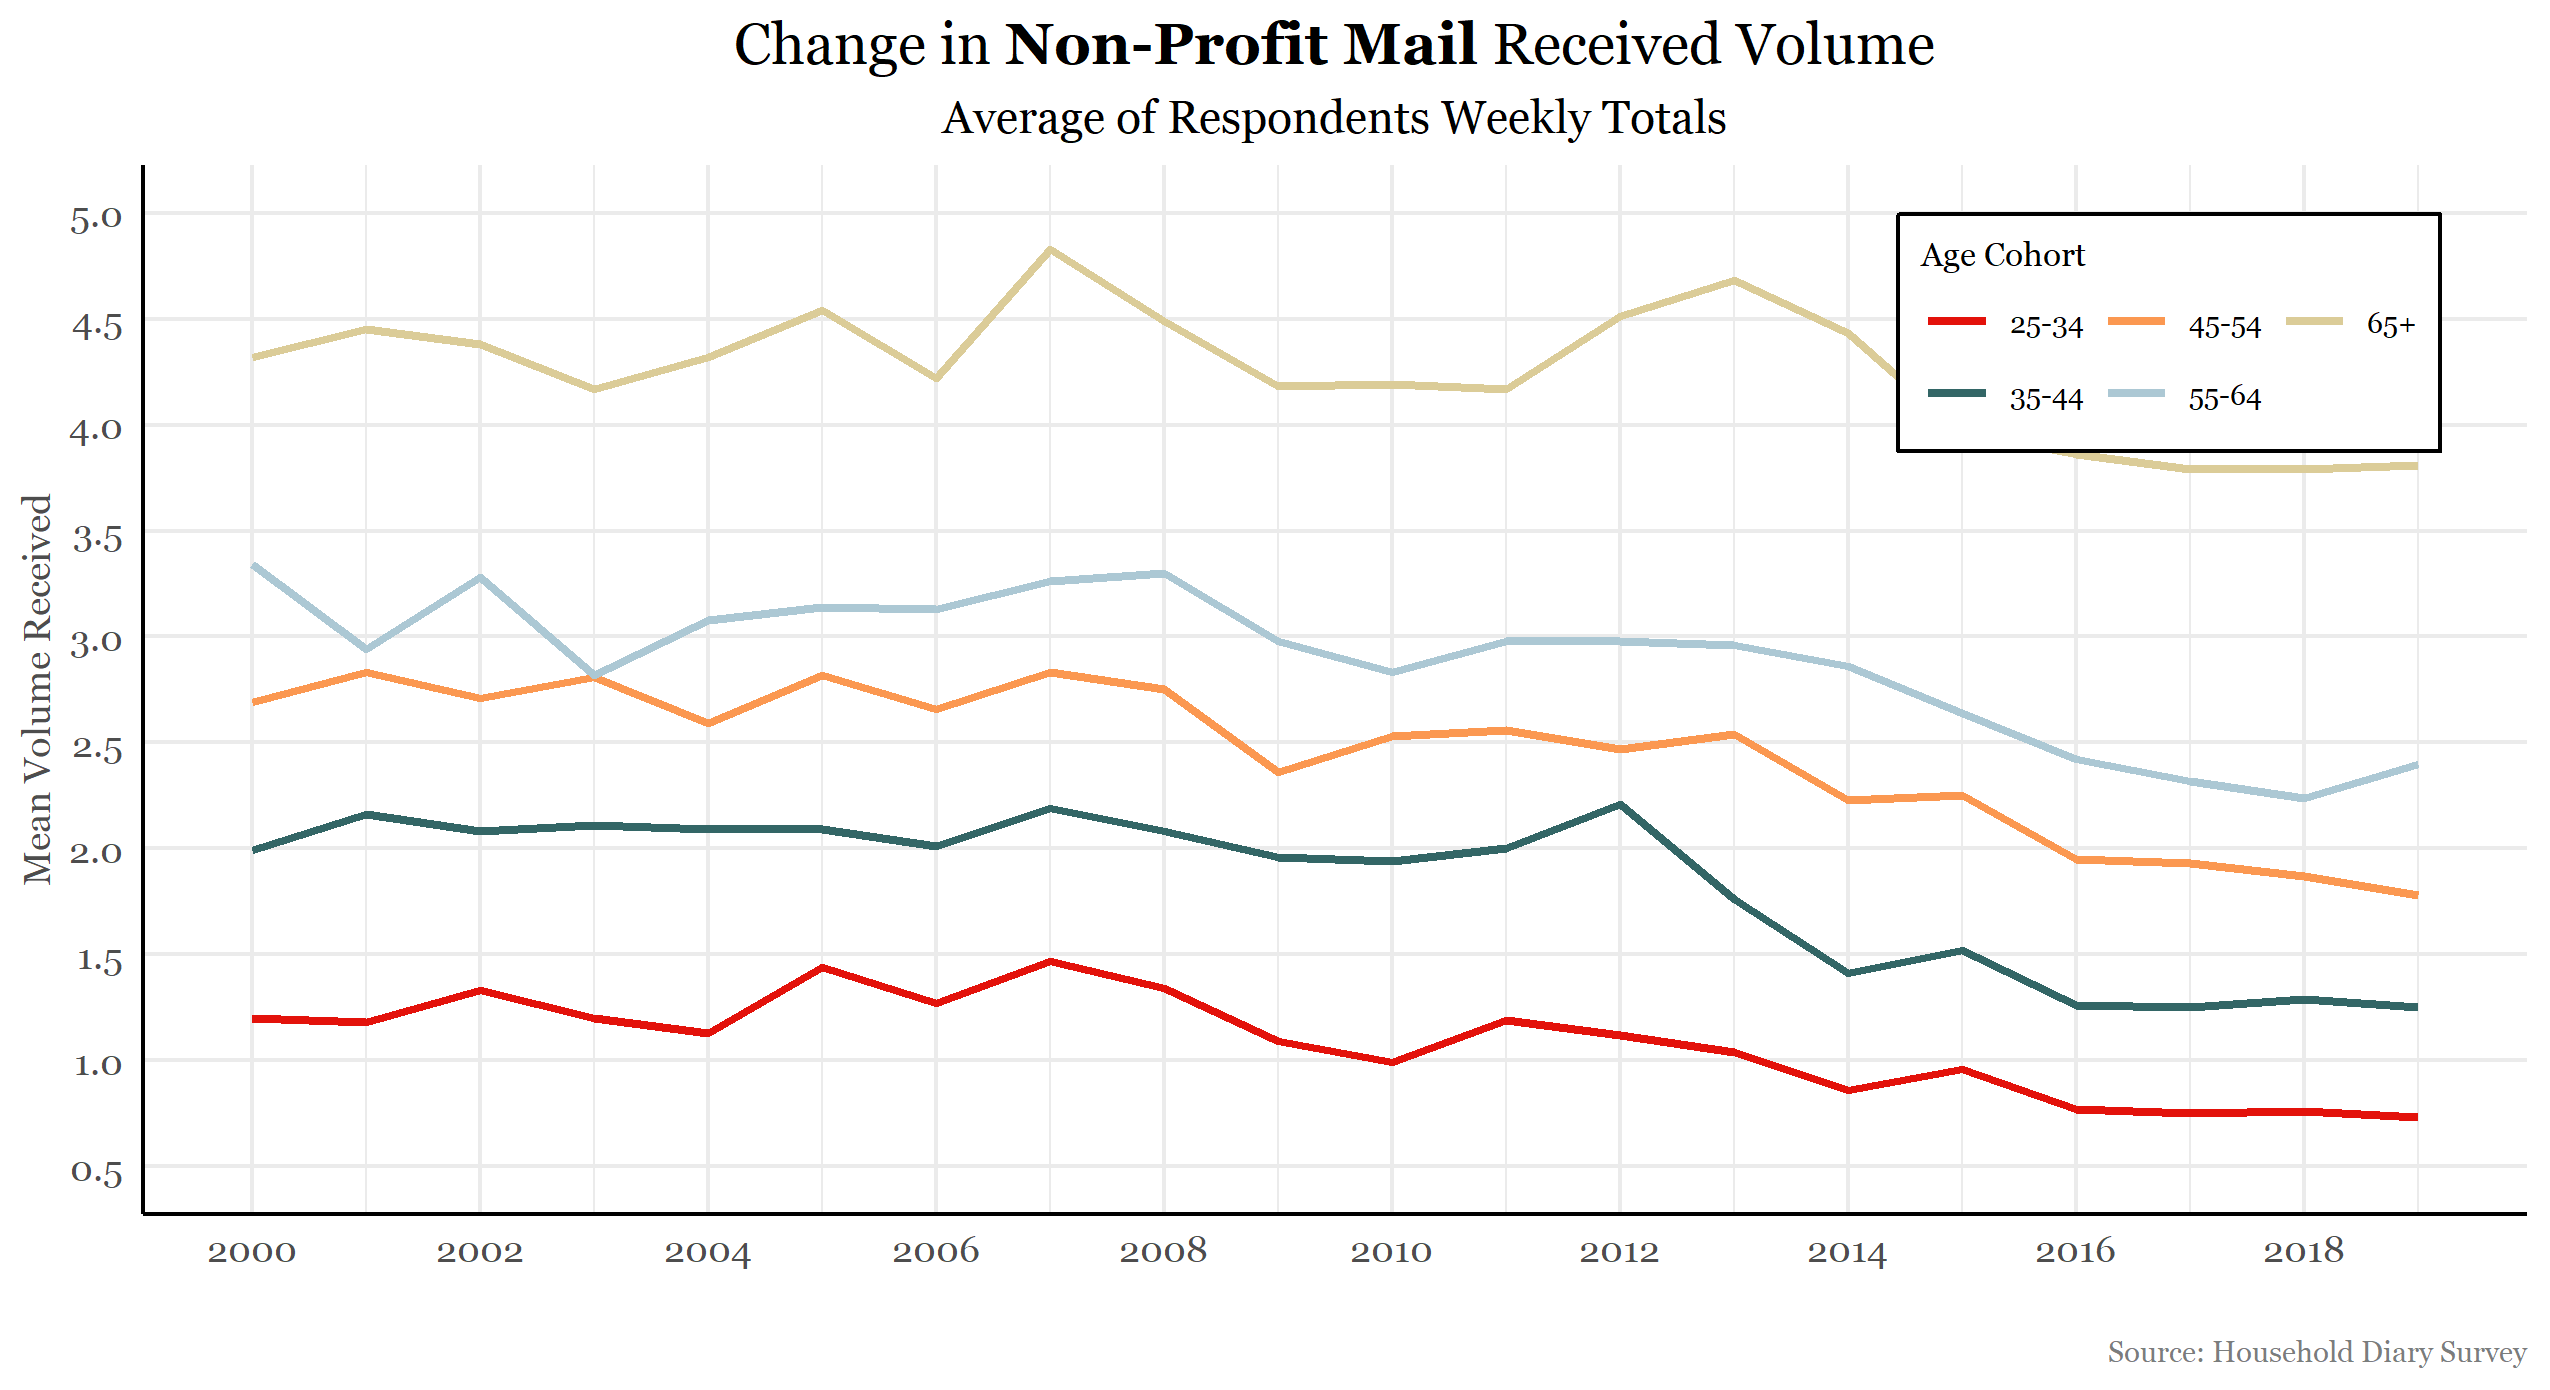 Change in Non-Profit Mail Received Volume
Average of Respondents Weekly Totals
Mean Volume Received
5.0
4.5
4.0
3.5
3.0
2.5
2.0
1.5
1.0
0.5
Age Cohort
25-34 45-54 65+
35-44 55-64
2000 2002 2004 2006 2008 2010 2012 2014 2016 2018
Source: Household Diary Survey